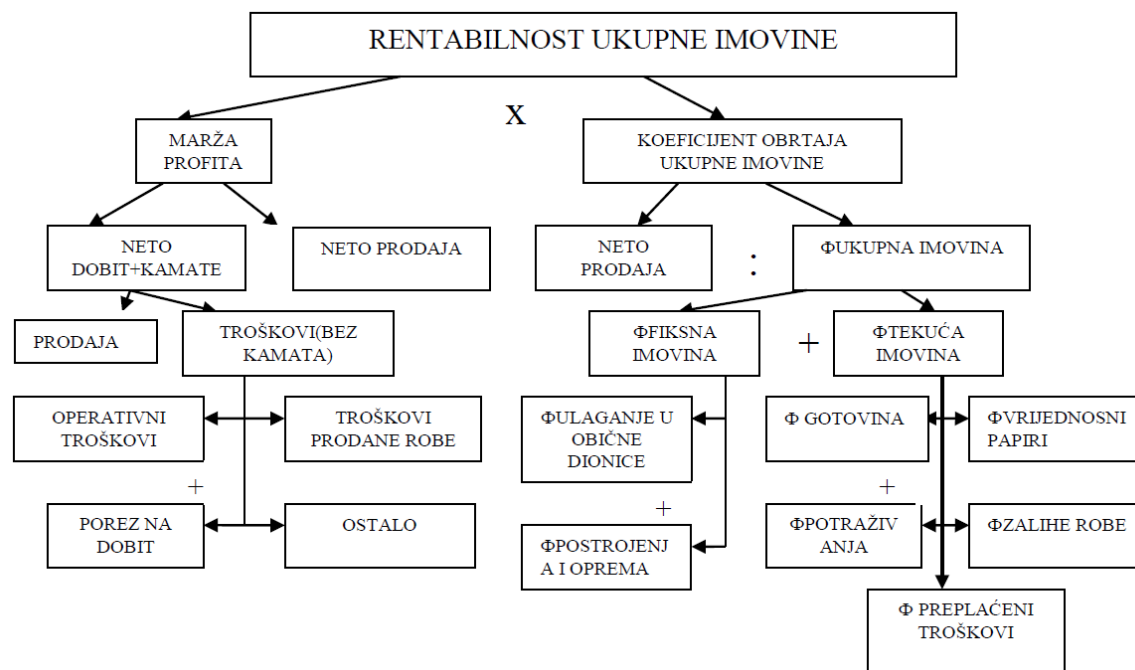 RENTABILNOST UKUPNE IMOVINE
X
MARŽA
PROFITA
KOEFICIJENT OBRTAJA
UKUPNE IMOVINE
NETO
DOBIT+KAMATE
NETO PRODAJA
NETO
PRODAJA
:
ΦUKUPNA IMOVINA
PRODAJA
TROŠKOVI(BEZ
KAMATA)
ΦFIKSNA
IMOVINA
+
ΦTEKUĆA
IMOVINA
OPERATIVNI
TROŠKOVI
TROŠKOVI
PRODANE ROBE
ΦULAGANJE U
OBIČNE
DIONICE
Φ GOTOVINA
ΦVRIJEDNOSNI
PAPIRI
+
+
+
POREZ NA
DOBIT
OSTALO
ΦPOSTROJENJ
A I OPREMA
ΦPOTRAŽIV
ANJA
ΦZALIHE ROBE
Φ PREPLAĆENI
TROŠKOVI